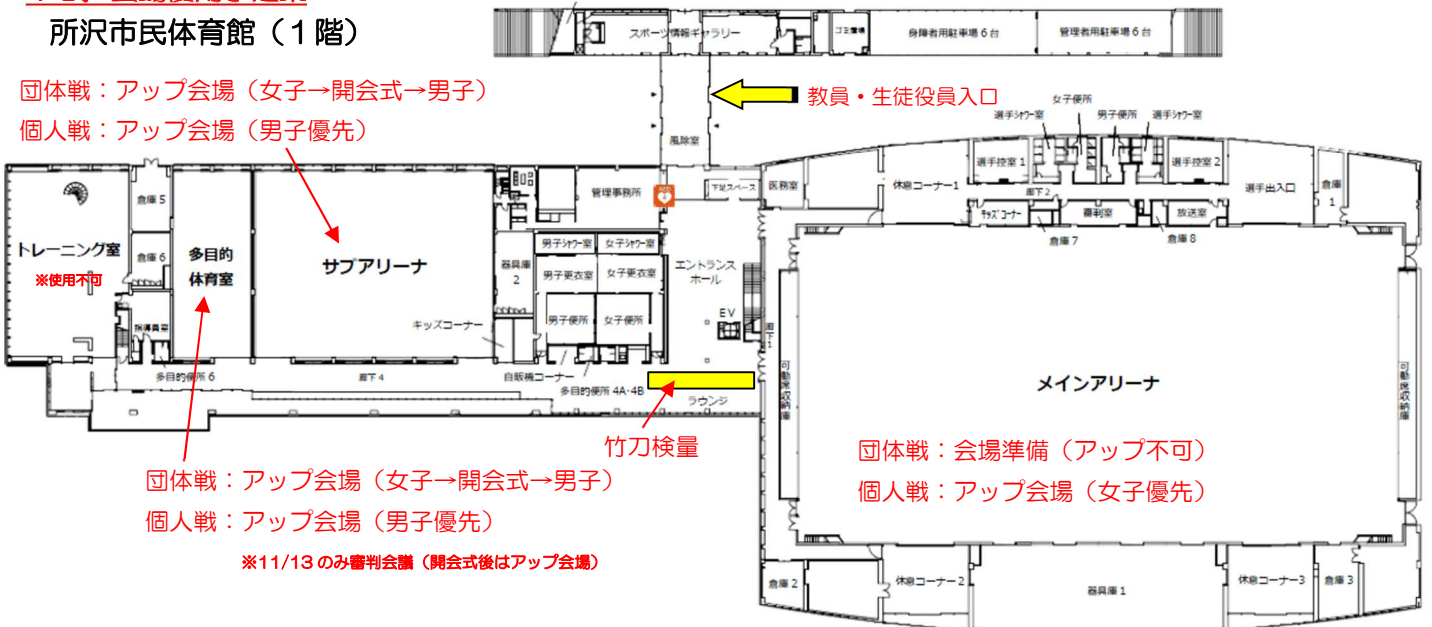 所沢市民体育館（1階）
団体戦：アップ会場（女子→開会式→男子）
個人戦：アップ会場（男子優先）
スポーツ情報ギャラリー
ゴミ置場
身障者用駐車場6台
管理者用駐車場6台
教員・生徒役員入口
風除室
選手シャワー室
女子便所
男子便所
選手シャワー室
管理事務所
AED
下足スペース
医務室
休息コーナー1
選手控室1
選手控室2
廊下2
選手出入口
倉庫1
キッズコーナー
審判室
放送室
倉庫7
倉庫8
トレーニング室
※使用不可
倉庫5
倉庫6
指導員室
多目的
体育室
サブアリーナ
キッズコーナー
器具庫
2
男子シャワー室
女子シャワー室
男子更衣室
女子更衣室
男子便所
女子便所
エントランス
ホール
EV
廊下1
多目的便所6
廊下4
自販機コーナー
多目的便所4A・4B
ラウンジ
竹刀検量
可動席収納庫
メインアリーナ
可動席収納庫
団体戦：会場準備（アップ不可）
個人戦：アップ会場（女子優先）
団体戦：アップ会場（女子→開会式→男子）
個人戦：アップ会場（男子優先）
※11/13のみ審判会議（開会式後はアップ会場）
倉庫2
休息コーナー2
器具庫1
休息コーナー3
倉庫3